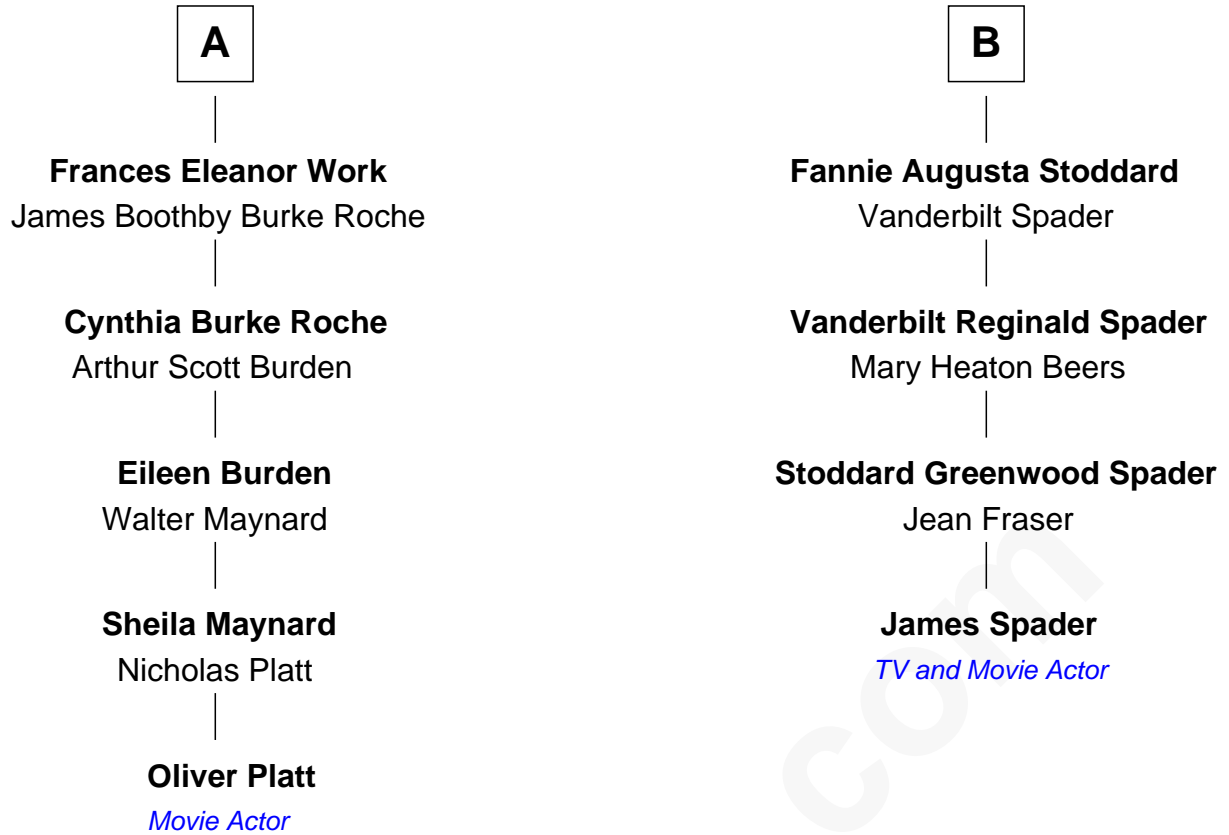 A
Frances Eleanor Work
James Boothby Burke Roche
Cynthia Burke Roche
Arthur Scott Burden
Eileen Burden
Walter Maynard
Sheila Maynard
Nicholas Platt
Oliver Platt
Movie Actor
B
Fannie Augusta Stoddard
Vanderbilt Spader
Vanderbilt Reginald Spader
Mary Heaton Beers
Stoddard Greenwood Spader
Jean Fraser
James Spader
TV and Movie Actor
com